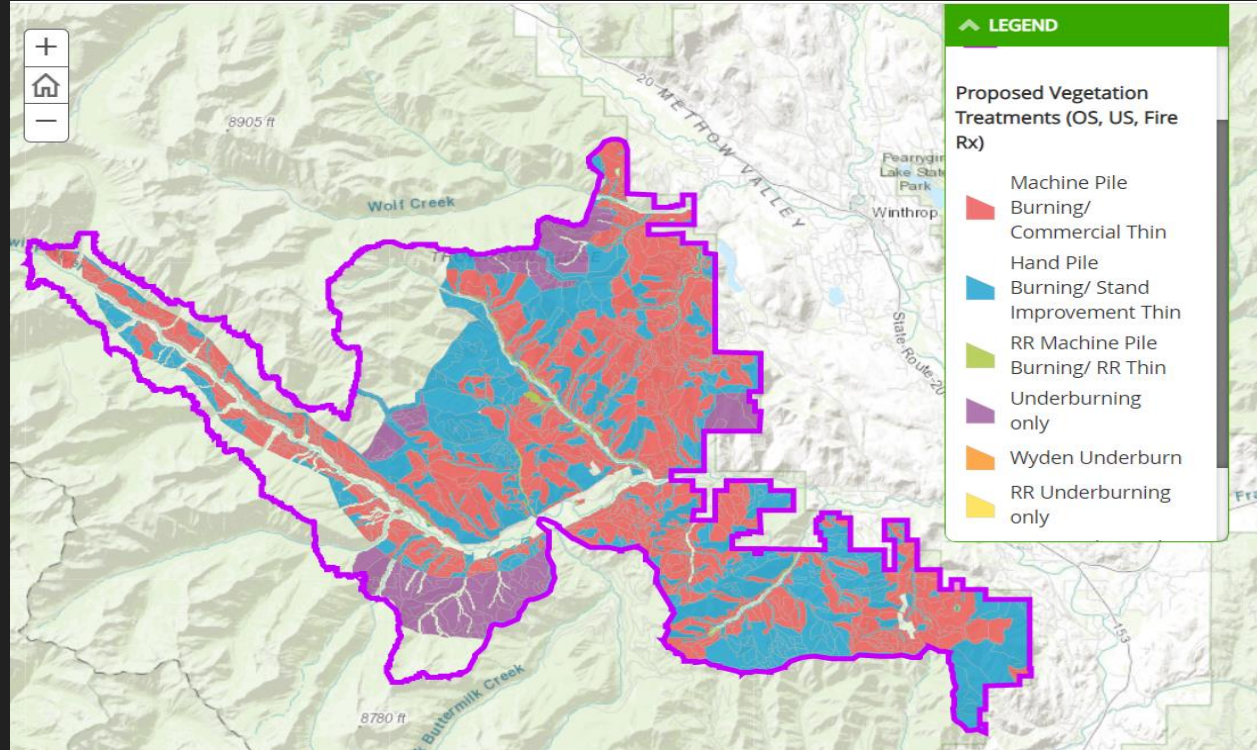 +
−
8905 ft
Wolf Creek
20
METHOW VALLEY
Pearrygin
Lake State
Park
Winthrop
State-Route-20
153
8780 ft
Buttermilk Creek
LEGEND
Proposed Vegetation
Treatments (OS, US, Fire
Rx)
Machine Pile
Burning/
Commercial Thin
Hand Pile
Burning/ Stand
Improvement Thin
RR Machine Pile
Burning/ RR Thin
Underburning
only
Wyden Underburn
RR Underburning
only
Fra